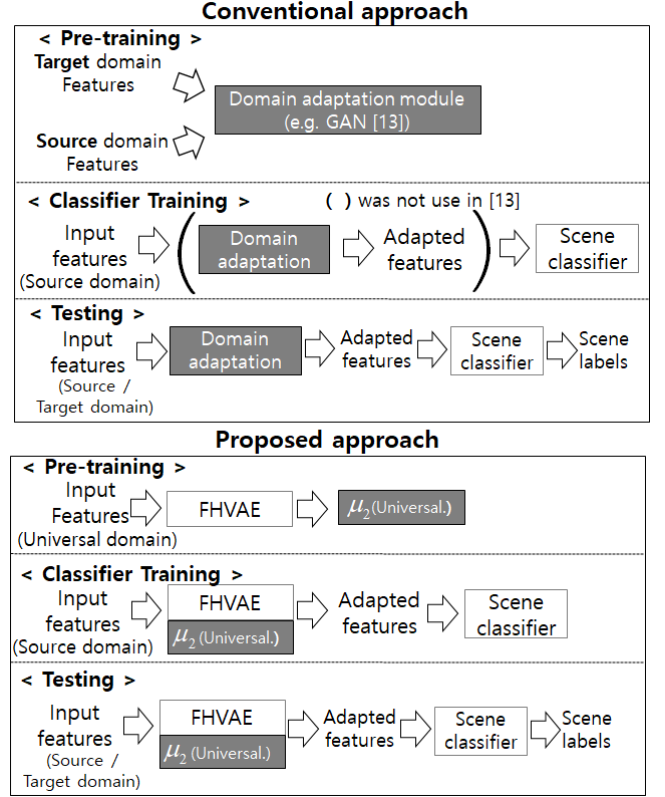 Conventional approach
< Pre-training >
Target domain
Features
Domain adaptation module
(e.g. GAN [13])
Source domain
Features
< Classifier Training >
( ) was not use in [13]
Input
features
(Source domain)
(
Domain
adaptation
Adapted
features
)
Scene
classifier
< Testing >
Input
features
(Source /
Target domain)
Domain
adaptation
Adapted
features
Scene
classifier
Scene
labels
Proposed approach
< Pre-training >
Input
Features
(Universal domain)
FHVAE
μ2 (Universal.)
< Classifier Training >
Input
features
(Source domain)
FHVAE
μ2 (Universal.)
Adapted
features
Scene
classifier
< Testing >
Input
features
(Source /
Target domain)
FHVAE
μ2 (Universal.)
Adapted
features
Scene
classifier
Scene
labels